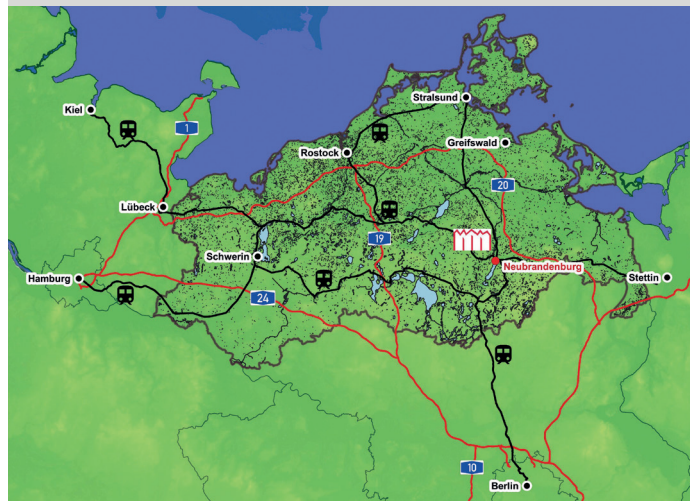 Kiel
1
Stralsund
Greifswald
Rostock
20
Lübeck
19
Schwerin
Neubrandenburg
Hamburg
Stettin
24
10
Berlin